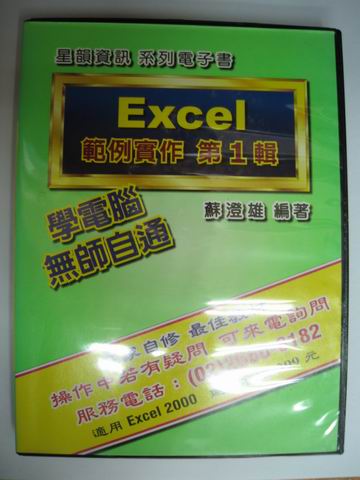 星韻資訊 系列電子書
Excel
範例實作 第1輯
蘇澄雄 編著
學電腦
無師自通
自修 最佳
操作中若有疑問 可來電詢問
服務電話：(02)
適用 Excel 2000 元